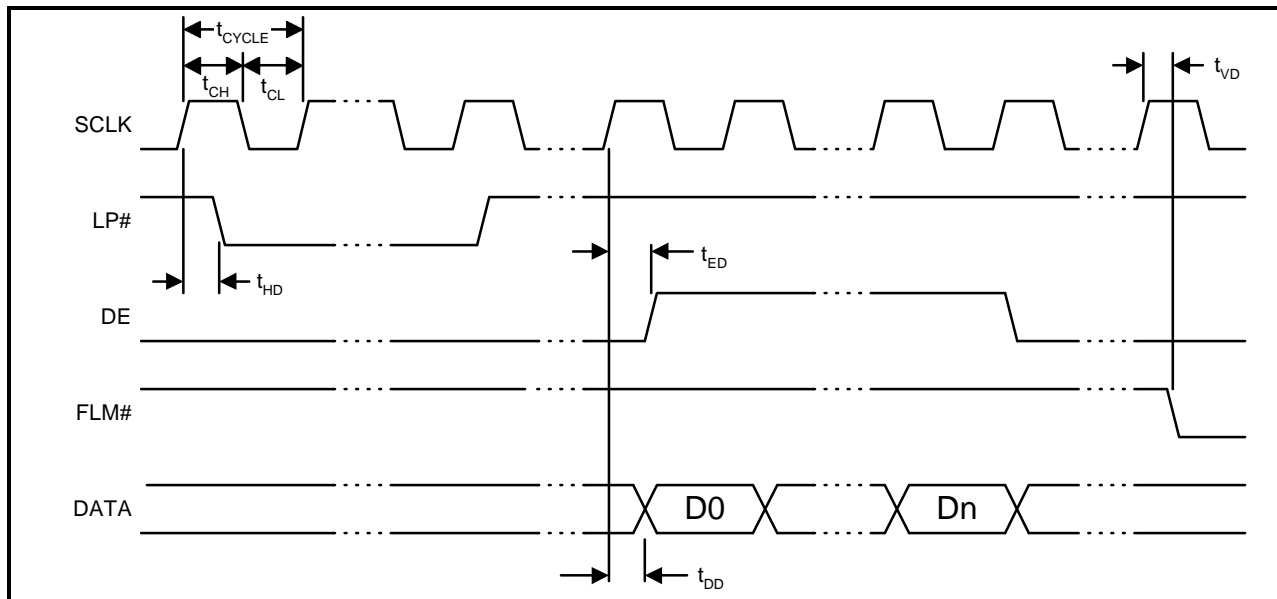 tCYCLE
tCH
tCL
tVD
SCLK
LP#
tHD
tED
DE
FLM#
DATA
D0
Dn
tDD